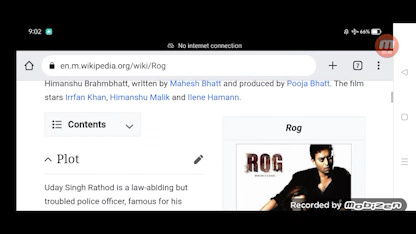 9:02
66%
No internet connection
en.m.wikipedia.org/wiki/Rog
7
Himanshu Brahmbhatt, written by Mahesh Bhatt and produced by Pooja Bhatt. The film
stars Irrfan Khan, Himanshu Malik and Ilene Hamann.
Contents
Rog
Plot
ROG
Uday Singh Rathod is a law-abiding but
troubled police officer, famous for his
Recorded by MOBIZEN